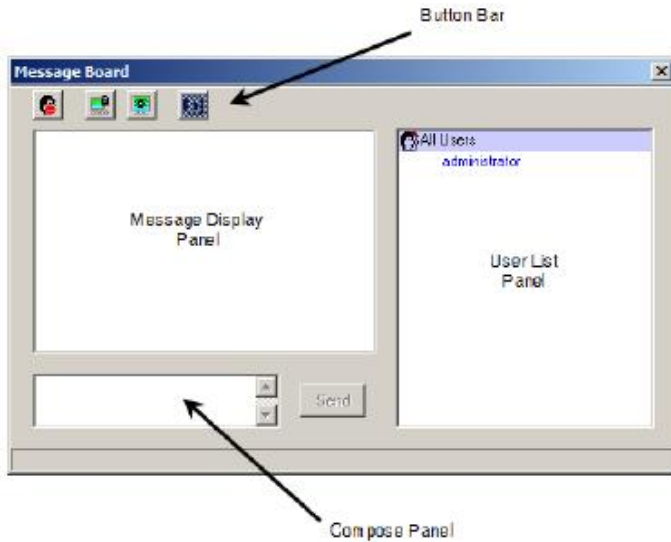 Button Bar
Message Board
All Users
administrator
Message Display
Panel
User List
Panel
Send
Compose Panel